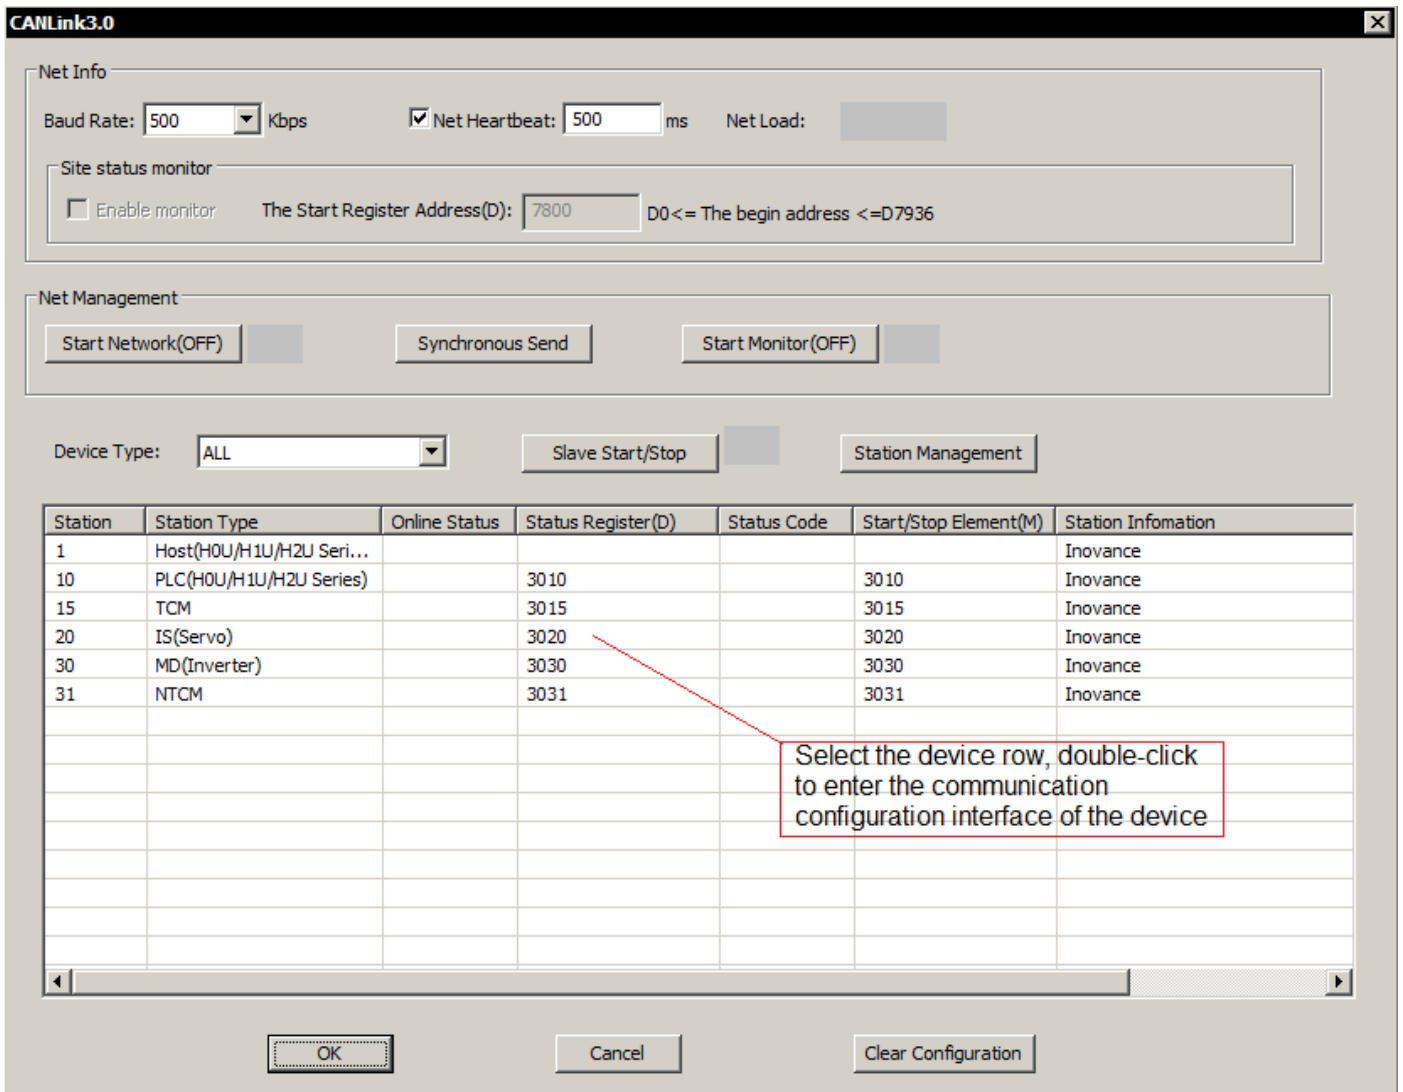 CANLink3.0
Net Info
Baud Rate: 500 Kbps Net Heartbeat: 500 ms Net Load:
Site status monitor
Enable monitor The Start Register Address(D): 7800 D0<= The begin address <=D7936
Net Management
Start Network(OFF) Synchronous Send Start Monitor(OFF)
Device Type: ALL Slave Start/Stop Station Management
Station Station Type Online Status Status Register(D) Status Code Start/Stop Element(M) Station Infomation
1 Host(H0U/H1U/H2U Seri... Inovance
10 PLC(H0U/H1U/H2U Series) 3010 3010 Inovance
15 TCM 3015 3015 Inovance
20 IS(Servo) 3020 3020 Inovance
30 MD(Inverter) 3030 3030 Inovance
31 NTCM 3031 3031 Inovance
Select the device row, double-click
to enter the communication
configuration interface of the device
OK Cancel Clear Configuration